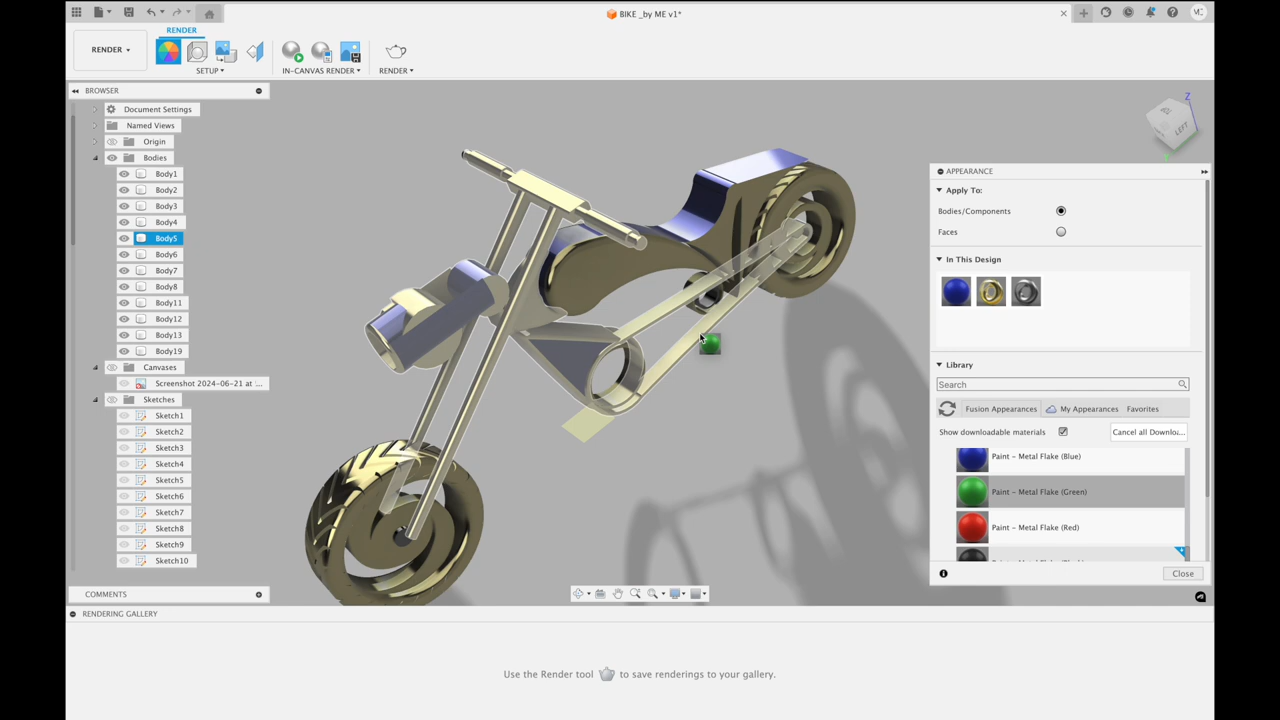 BIKE _by ME v1*
MC
RENDER
RENDER
SETUP
IN-CANVAS RENDER
RENDER
BROWSER
Document Settings
Named Views
Origin
Bodies
Body1
Body2
Body3
Body4
Body5
Body6
Body7
Body8
Body11
Body12
Body13
Body19
Canvases
Screenshot 2024-06-21 at '...
Sketches
Sketch1
Sketch2
Sketch3
Sketch4
Sketch5
Sketch6
Sketch7
Sketch8
Sketch9
Sketch10
COMMENTS
Z
LEFT
APPEARANCE
Apply To:
Bodies/Components
Faces
In This Design
Library
Search
Fusion Appearances
My Appearances
Favorites
Show downloadable materials
Cancel all Downloa...
Paint - Metal Flake (Blue)
Paint - Metal Flake (Green)
Paint - Metal Flake (Red)
Close
RENDERING GALLERY
Use the Render tool to save renderings to your gallery.